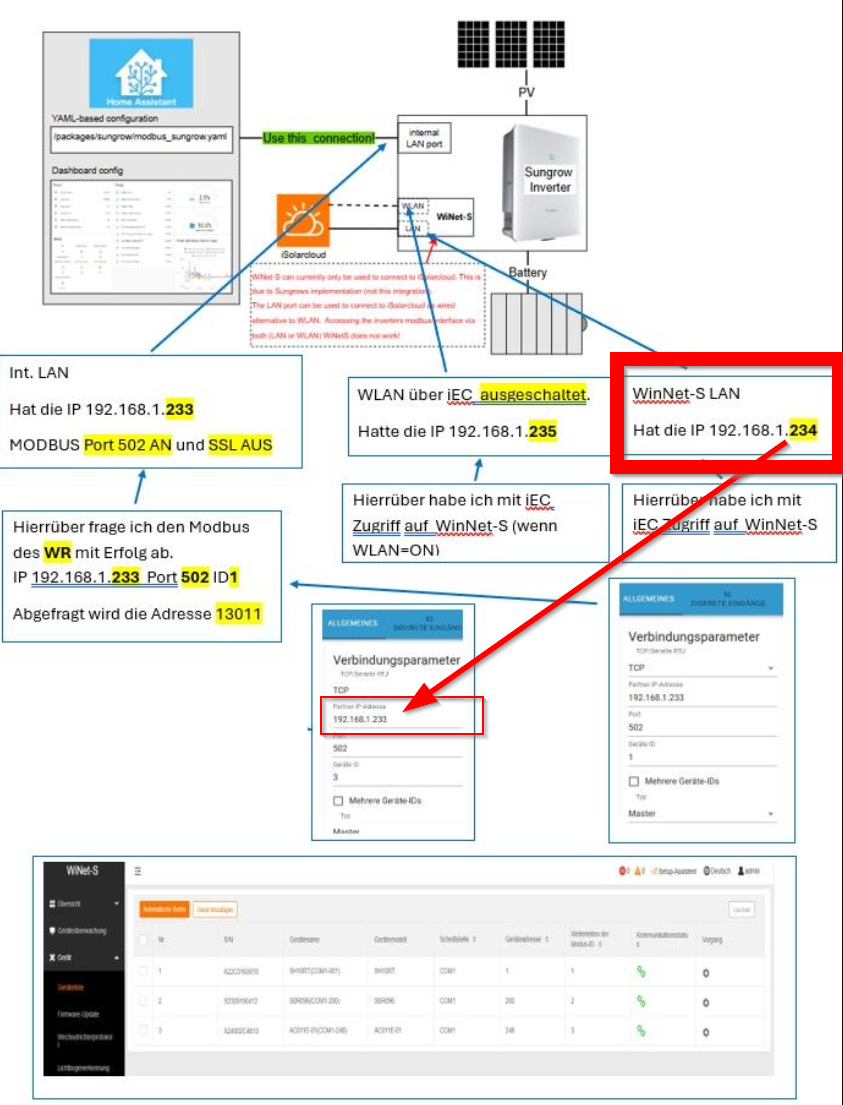 Home Assistant
YAML-based configuration
/packages/sungrow/modbus_sungrow.yaml
Dashboard config
Use this connection!
internal
LAN port
PV
Sungrow
Inverter
WLAN
WiNet-S
LAN
iSolarcloud
Battery
WiNet-S can currently only be used to connect to iSolarcloud. This is
due to Sungrows implementation (not this integration).
The LAN port can be used to connect to iSolarcloud as wired
alternative to WLAN. Accessing the inverters modbus interface via
both (LAN or WLAN) WiNetS does not work!
Int. LAN
Hat die IP 192.168.1.233
MODBUS Port 502 AN und SSL AUS
WLAN über iEC ausgeschaltet.
Hatte die IP 192.168.1.235
WinNet-S LAN
Hat die IP 192.168.1.234
Hierrüber frage ich den Modbus
des WR mit Erfolg ab.
IP 192.168.1.233 Port 502 ID1
Abgefragt wird die Adresse 13011
Hierrüber habe ich mit iEC
Zugriff auf WinNet-S (wenn
WLAN=ON)
Hierrüber habe ich mit
iEC Zugriff auf WinNet-S
ALLGEMEINES
DISKRETE EINGÄNG
Verbindungsparameter
TCP/Serielle RTU
TCP
Partner IP-Adresse
192.168.1.233
Port
502
Geräte ID
3
Mehrere Geräte-IDs
Typ
Master
ALLGEMEINES
DISKRETE EINGÄNGE
Verbindungsparameter
TCP/Serielle RTU
TCP
Partner IP-Adresse
192.168.1.233
Port
502
Geräte ID
1
Mehrere Geräte-IDs
Typ
Master
WiNet-S
0 0 Setup-Assistent Deutsch admin
Übersicht
Geräteüberwachung
Gerät
Geräteliste
Firmware-Update
Wechselrichterprotokol
l
Lichtbogenerkennung
Automatische Suche Gerät hinzufügen Löschen
Nr. S/N Gerätename Gerätemodell Schnittstelle Geräteadresse Weiterleiten der Modbus-ID Kommunikationsstatus Vorgang
1 SH10RT(COM1-001) SH10RT COM1 1 1
2 COM1 200 2
3 AC011E-01(COM1-248) AC011E-01 COM1 248 3